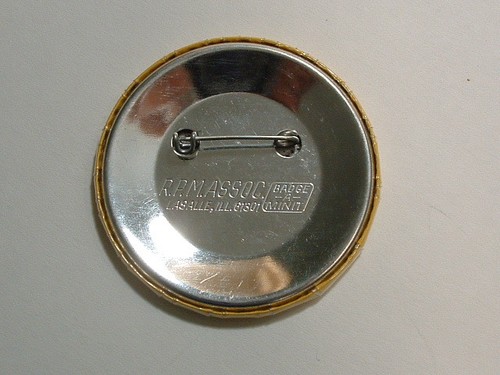 R.P.M. ASSOC.
LASALLE, ILL. 61301
BADGE
-A-
MINIT